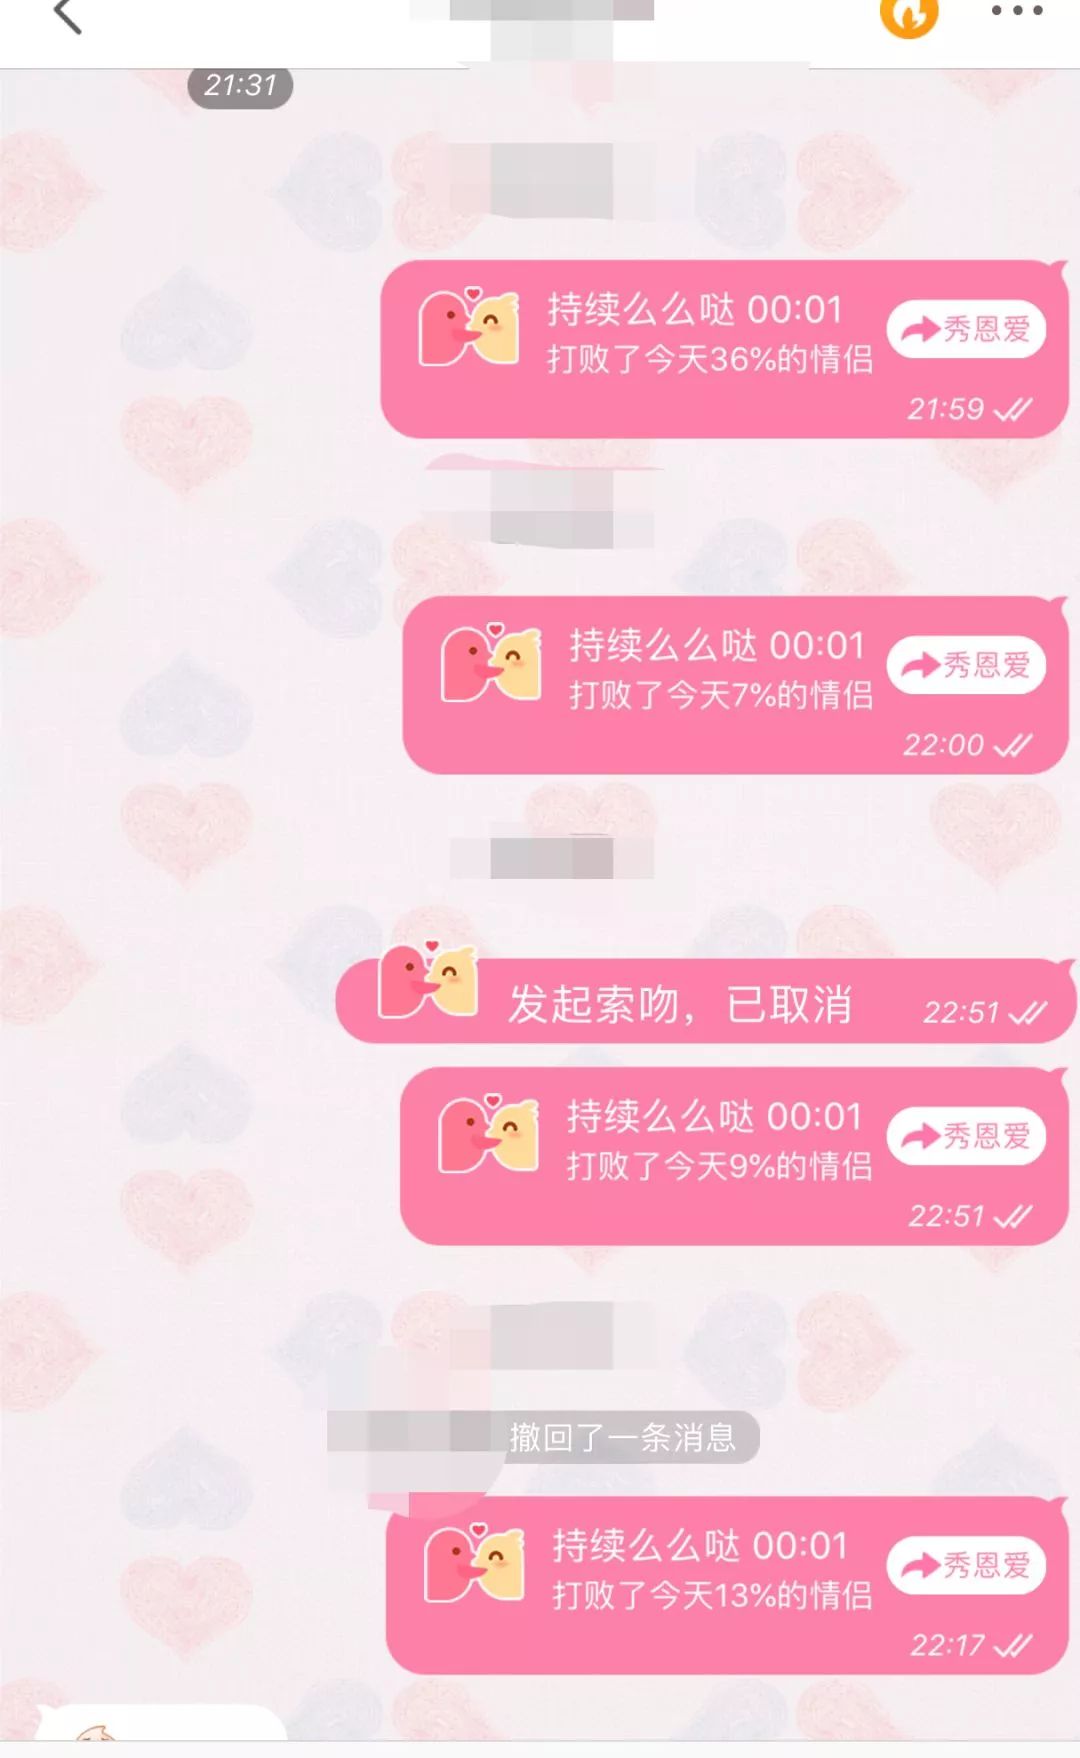 21:31
持续么么哒 00:01
打败了今天36%的情侣
秀恩爱
21:59
持续么么哒 00:01
打败了今天7%的情侣
秀恩爱
22:00
发起索吻，已取消
22:51
持续么么哒 00:01
打败了今天9%的情侣
秀恩爱
22:51
撤回了一条消息
持续么么哒 00:01
打败了今天13%的情侣
秀恩爱
22:17